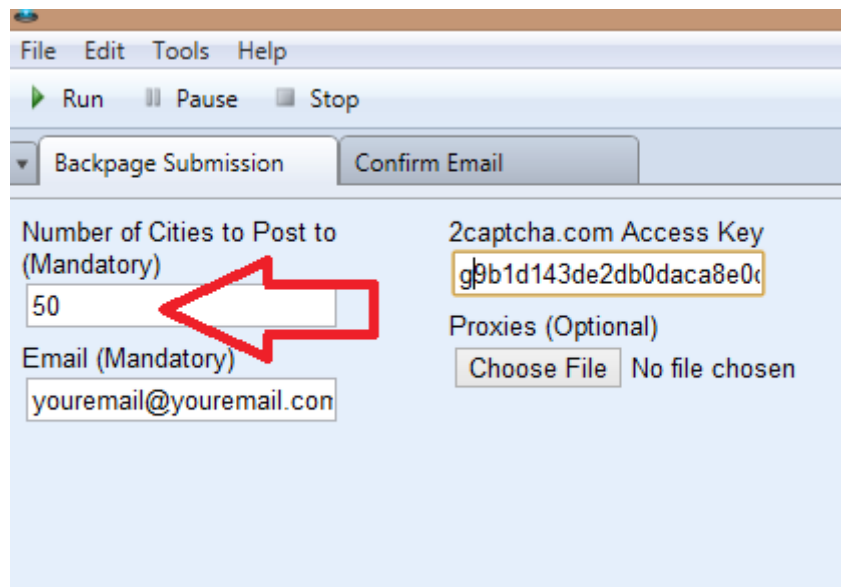 File Edit Tools Help
Run Pause Stop
Backpage Submission Confirm Email
Number of Cities to Post to
(Mandatory)
50
Email (Mandatory)
youremail@youremail.com
2captcha.com Access Key
g9b1d143de2db0daca8e0
Proxies (Optional)
Choose File No file chosen